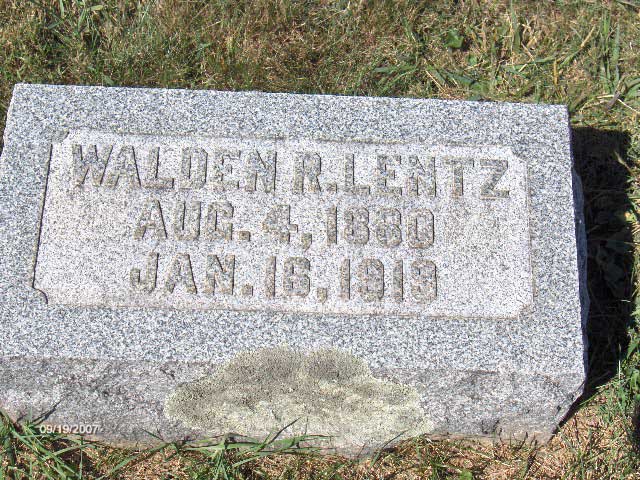 WALDEN R. LENTZ
AUG. 4, 1880
JAN. 16, 1919
09/19/2007